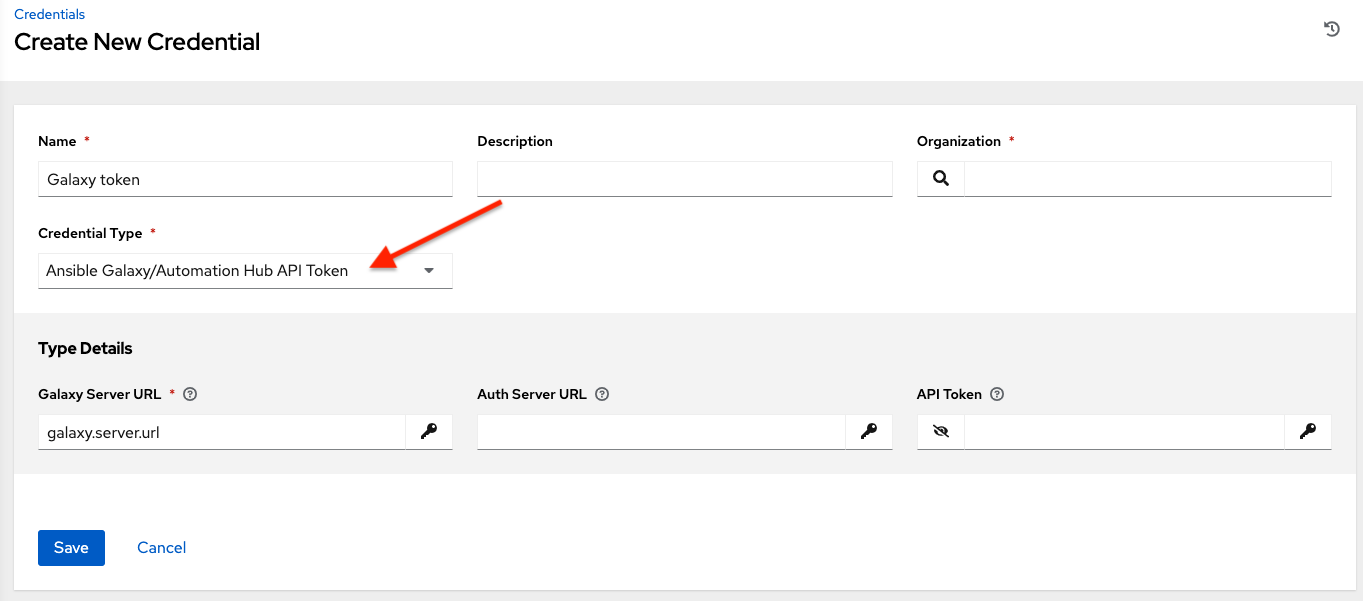 Credentials
Create New Credential
Name *
Description
Organization *
Galaxy token
Credential Type *
Ansible Galaxy/Automation Hub API Token
Type Details
Galaxy Server URL * ?
Auth Server URL ?
API Token ?
galaxy.server.url
Save
Cancel